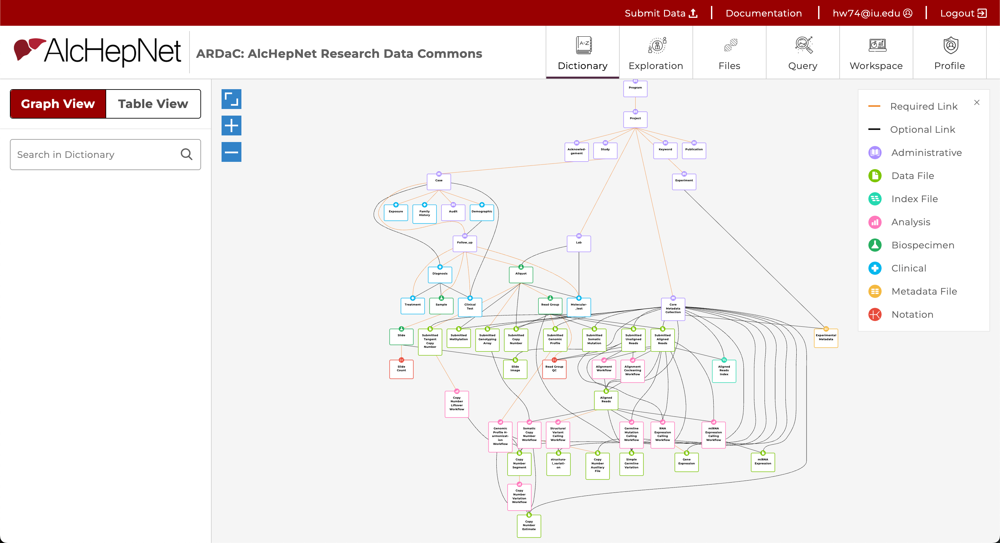 Submit Data
Documentation
hw74@iu.edu
Logout
AlcHepNet
ARDaC: AlcHepNet Research Data Commons
A-Z
Dictionary
Exploration
Files
Query
Workspace
Profile
Graph View
Table View
Search in Dictionary
Required Link
Optional Link
Administrative
Data File
Index File
Analysis
Biospecimen
Clinical
Metadata File
Notation
Program
Project
Acknowled-
gement
Study
Keyword
Publication
Case
Experiment
Exposure
Family
History
Audit
Demographic
Follow_up
Lab
Diagnosis
Aliquot
Treatment
Sample
Clinical
Test
Read Group
Molecular-
_test
Core
Metadata
Collection
Slide
Submitted
Tangent
Copy
Number
Submitted
Methylation
Submitted
Genotyping
Array
Submitted
Copy
Number
Submitted
Genomic
Profile
Submitted
Somatic
Mutation
Submitted
Unaligned
Reads
Submitted
Aligned
Reads
Experimental
Metadata
Slide
Count
Slide
Image
Read Group
QC
Alignment
Workflow
Alignment
Cocleaning
Workflow
Aligned
Reads
Index
Copy
Number
Liftover
Workflow
Aligned
Reads
Genomic
Profile H-
armonizat-
ion
Workflow
Somatic
Copy
Number
Workflow
Structural
Variant
Calling
Workflow
Germline
Mutation
Calling
Workflow
RNA
Expression
Calling
Workflow
miRNA
Expression
Calling
Workflow
Copy
Number
Segment
structura-
l_variati-
on
Copy
Number
Auxiliary
File
Simple
Germline
Variation
Gene
Expression
miRNA
Expression
Copy
Number
Variation
Workflow
Copy
Number
Estimate